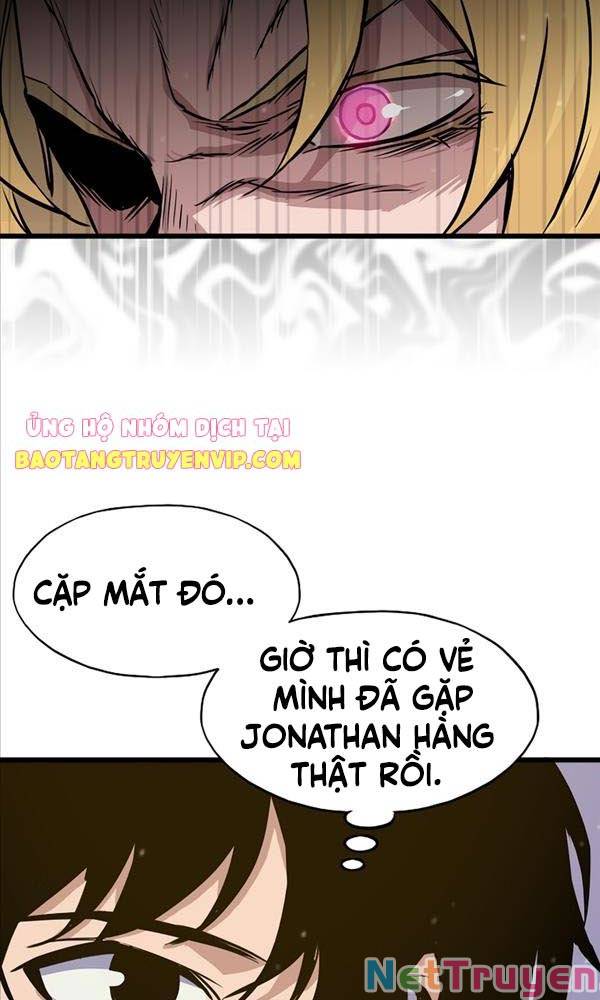 ỦNG HỘ NHÓM DỊCH TẠI
BAOTANGTRUYENVIP.COM
CẶP MẮT ĐÓ...
GIỜ THÌ CÓ VẺ
MÌNH ĐÃ GẶP
JONATHAN HÀNG
THẬT RỒI.
NetTruyen